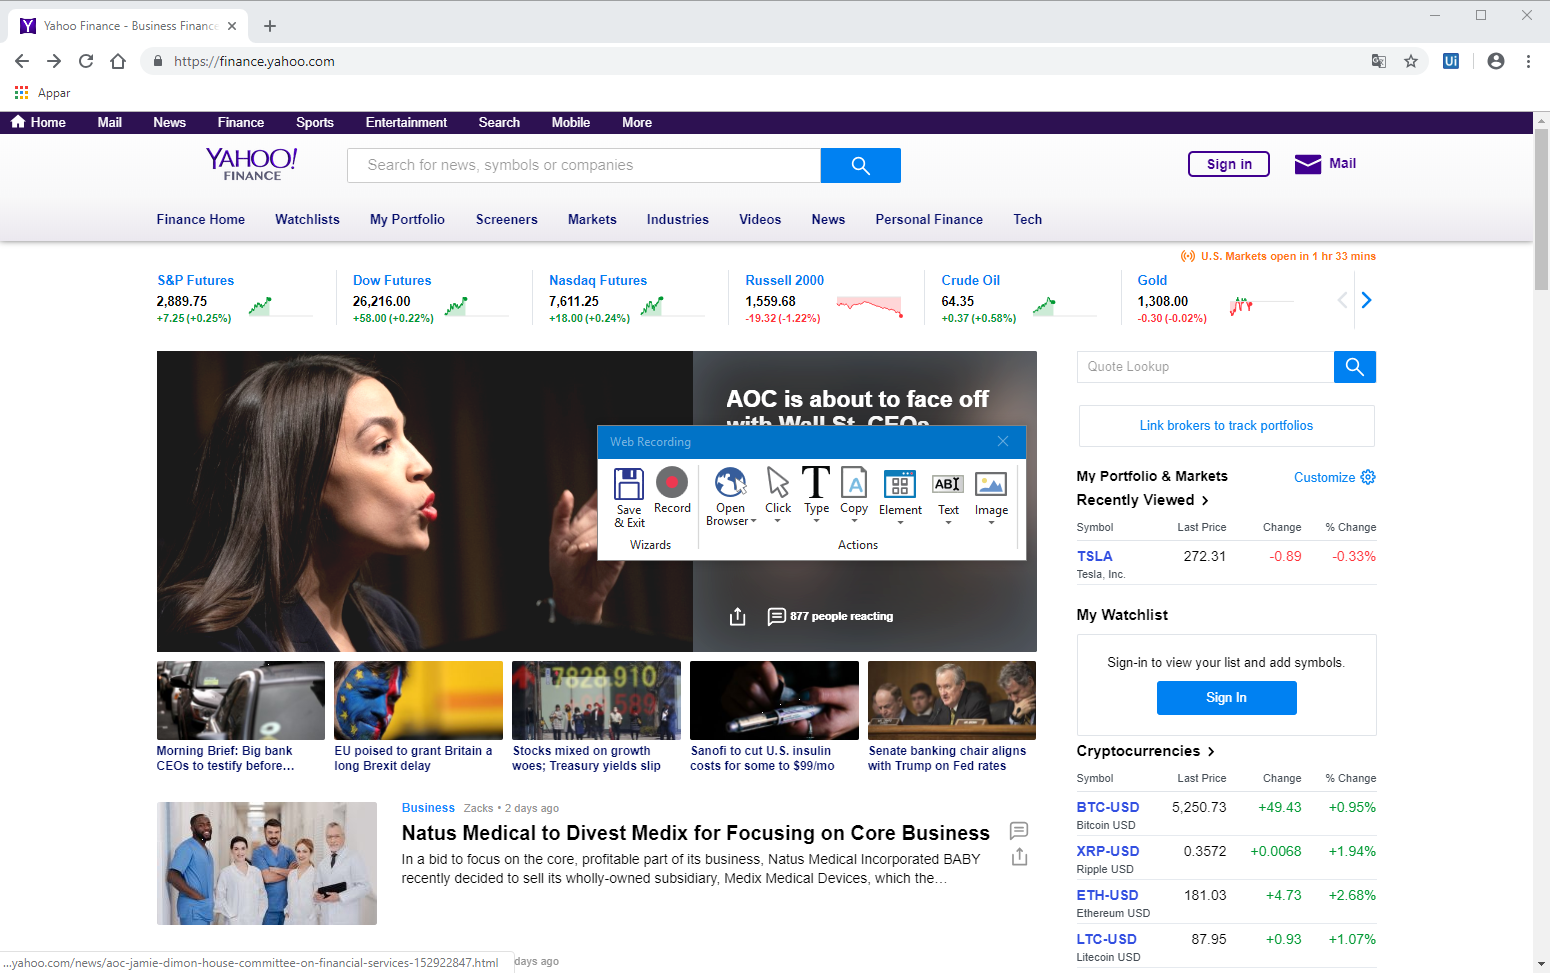 Yahoo Finance - Business Finance
https://finance.yahoo.com
Ui
Appar
Home Mail News Finance Sports Entertainment Search Mobile More
YAHOO!
FINANCE
Search for news, symbols or companies
Sign in
Mail
Finance Home Watchlists My Portfolio Screeners Markets Industries Videos News Personal Finance Tech
U.S. Markets open in 1 hr 33 mins
S&P Futures
2,889.75
+7.25 (+0.25%)
Dow Futures
26,216.00
+58.00 (+0.22%)
Nasdaq Futures
7,611.25
+18.00 (+0.24%)
Russell 2000
1,559.68
-19.32 (-1.22%)
Crude Oil
64.35
+0.37 (+0.58%)
Gold
1,308.00
-0.30 (-0.02%)
AOC is about to face off
with Wall St. CEOs
Web Recording
Save
& Exit
Record
Wizards
Open
Browser
Click
Type
Copy
Element
Text
Image
Actions
877 people reacting
7828.910
589
Morning Brief: Big bank
CEOs to testify before...
EU poised to grant Britain a
long Brexit delay
Stocks mixed on growth
woes; Treasury yields slip
Sanofi to cut U.S. insulin
costs for some to $99/mo
Senate banking chair aligns
with Trump on Fed rates
Business Zacks • 2 days ago
Natus Medical to Divest Medix for Focusing on Core Business
In a bid to focus on the core, profitable part of its business, Natus Medical Incorporated BABY
recently decided to sell its wholly-owned subsidiary, Medix Medical Devices, which the...
days ago
...yahoo.com/news/aoc-jamie-dimon-house-committee-on-financial-services-152922847.html
Quote Lookup
Link brokers to track portfolios
My Portfolio & Markets
Customize
Recently Viewed
Symbol Last Price Change % Change
TSLA 272.31 -0.89 -0.33%
Tesla, Inc.
My Watchlist
Sign-in to view your list and add symbols.
Sign In
Cryptocurrencies
Symbol Last Price Change % Change
BTC-USD 5,250.73 +49.43 +0.95%
Bitcoin USD
XRP-USD 0.3572 +0.0068 +1.94%
Ripple USD
ETH-USD 181.03 +4.73 +2.68%
Ethereum USD
LTC-USD 87.95 +0.93 +1.07%
Litecoin USD